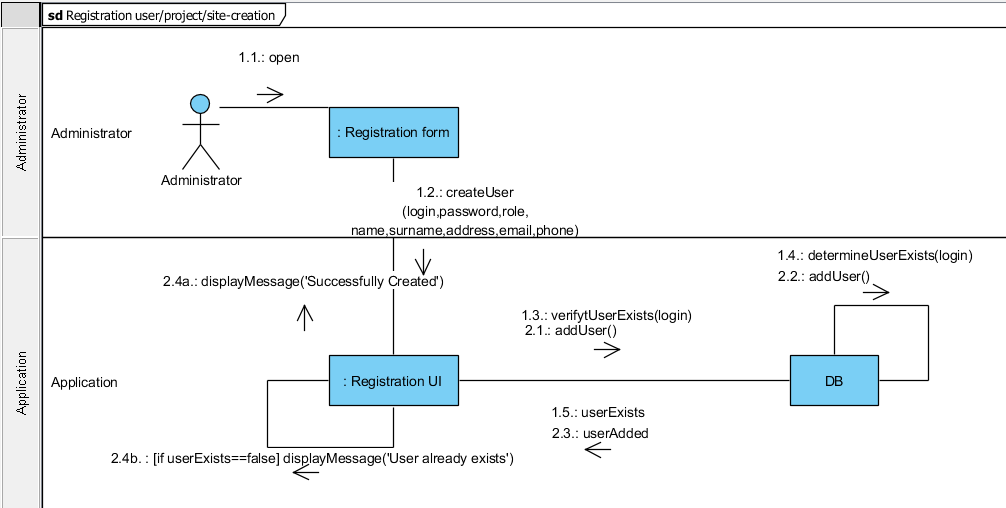 sd Registration user/project/site-creation
Administrator
1.1.: open
Administrator
: Registration form
Administrator
1.2.: createUser
(login,password,role,
name,surname,address,email,phone)
Application
1.4.: determineUserExists(login)
2.2.: addUser()
2.4a.: displayMessage('Successfully Created')
1.3.: verifytUserExists(login)
2.1.: addUser()
Application
: Registration UI
DB
1.5.: userExists
2.3.: userAdded
2.4b. : [if userExists==false] displayMessage('User already exists')